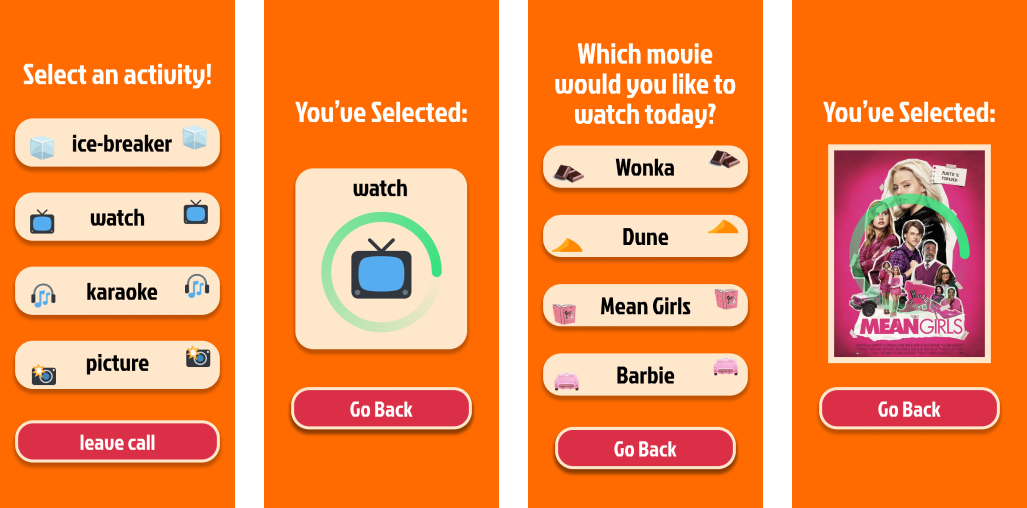 Select an activity!
ice-breaker
watch
karaoke
picture
leave call
You've Selected:
watch
Go Back
Which movie
would you like to
watch today?
Wonka
Dune
Mean Girls
Barbie
Go Back
You've Selected:
MEAN GIRLS
Go Back